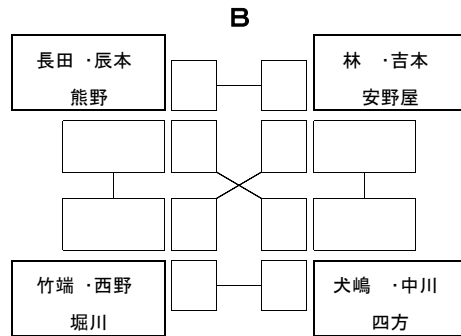 B
長田 ・辰本
熊野
林 ・吉本
安野屋
竹端 ・西野
堀川
犬嶋 ・中川
四方